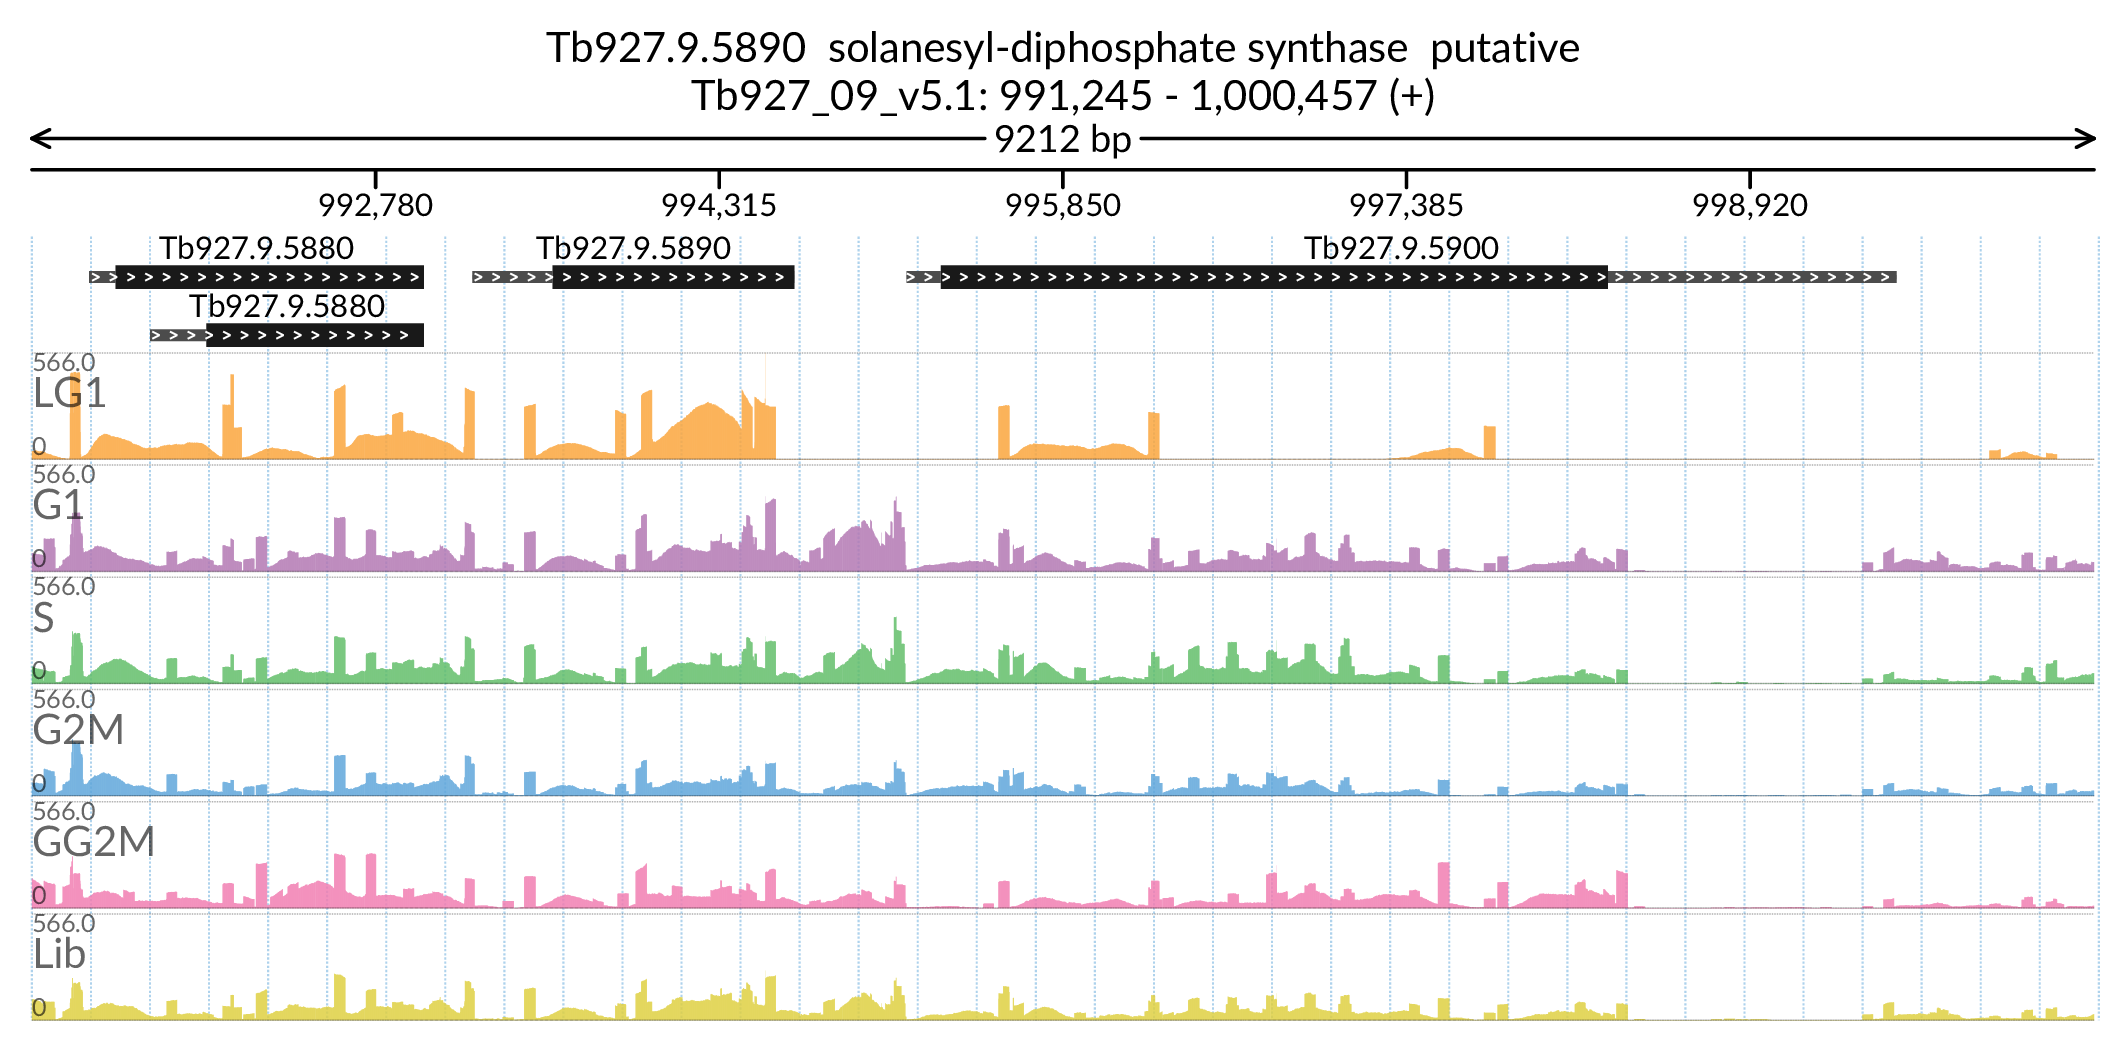 Tb927.9.5890  solanesyl-diphosphate synthase  putative
Tb927_09_v5.1: 991,245 - 1,000,457 (+)
9212 bp
992,780 994,315 995,850 997,385 998,920
Tb927.9.5880 Tb927.9.5890 Tb927.9.5900
Tb927.9.5880
566.0
LG1
0
566.0
G1
0
566.0
S
0
566.0
G2M
0
566.0
GG2M
0
566.0
Lib
0